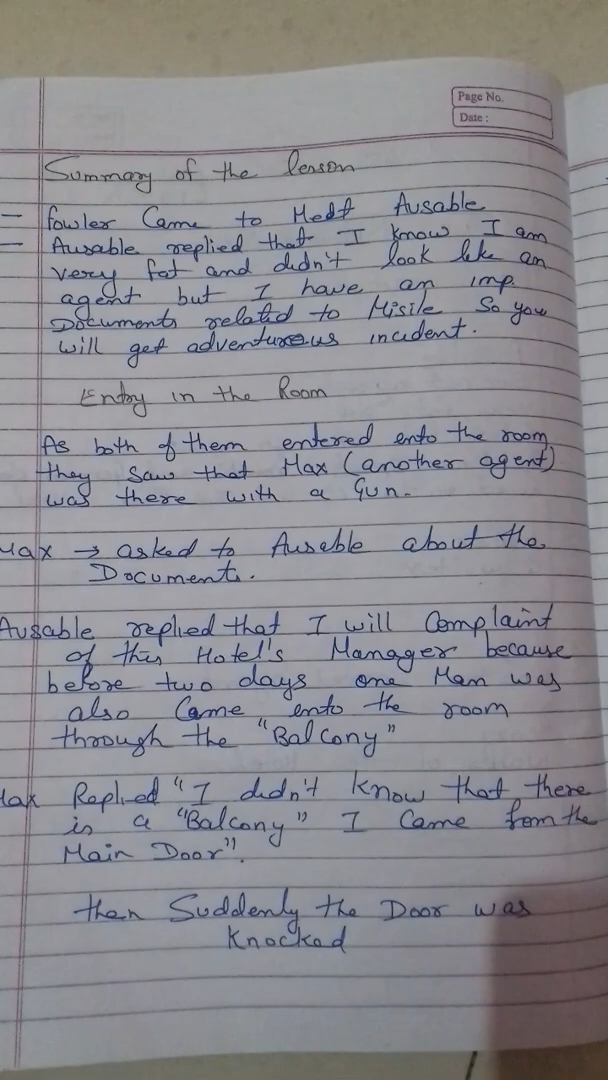 Page No.
Date :
Summary of the lesson
– fowler Came to Meet Ausable
– Ausable replied that I know I am
very fat and didn't look like an
agent but I have an imp.
Documents related to Misile So you
will get adventureous incident.
Entry in the Room
As both of them entered ento the room
they saw that Max (another agent)
was there with a Gun.
Max → asked to Auseble about the
Documents.
Ausable replied that I will Complaint
of this Hotel's Manager because
before two days one Man was
also Came ento the room
through the "Balcony"
Max Replied "I didn't know that there
is a "Balcony" I Came from the
Main Door".
then Suddenly the Door was
Knocked